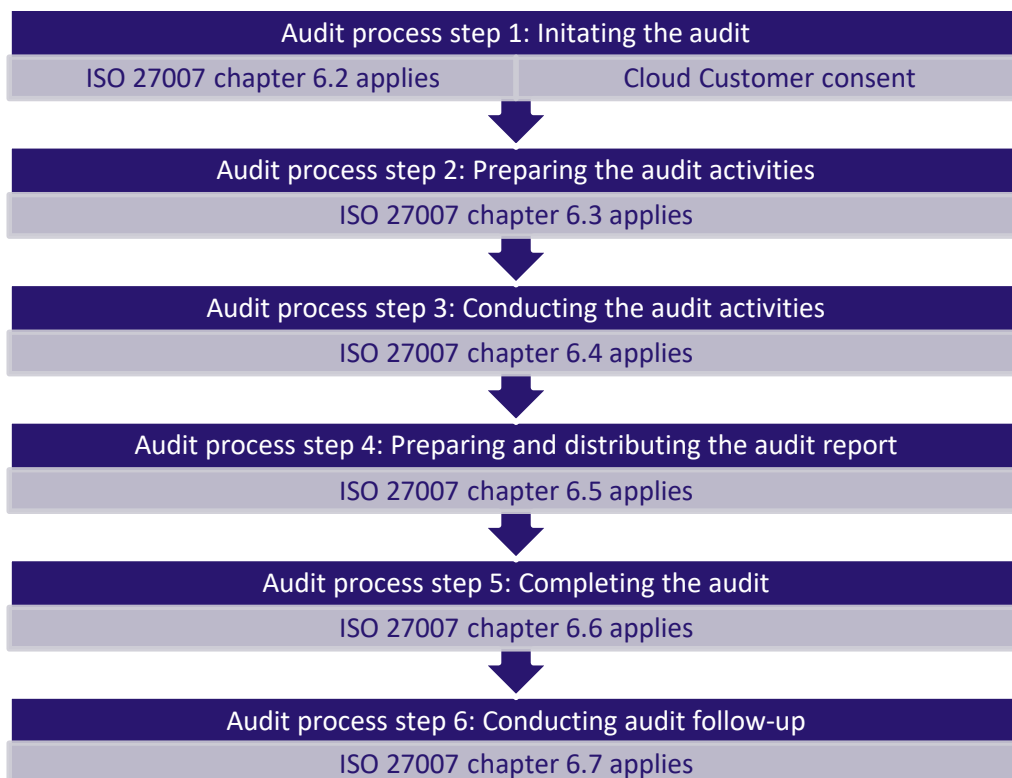 Audit process step 1: Initating the audit
ISO 27007 chapter 6.2 applies
Cloud Customer consent
Audit process step 2: Preparing the audit activities
ISO 27007 chapter 6.3 applies
Audit process step 3: Conducting the audit activities
ISO 27007 chapter 6.4 applies
Audit process step 4: Preparing and distributing the audit report
ISO 27007 chapter 6.5 applies
Audit process step 5: Completing the audit
ISO 27007 chapter 6.6 applies
Audit process step 6: Conducting audit follow-up
ISO 27007 chapter 6.7 applies